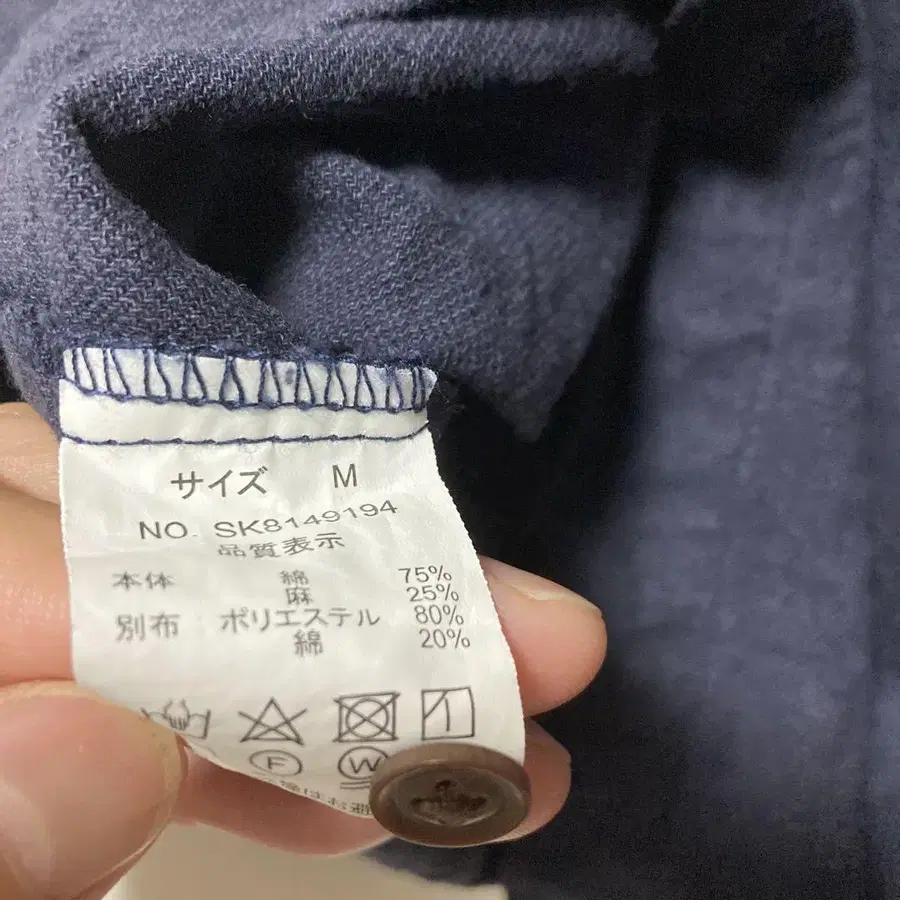 サイズ M
NO. SK8149194
品質表示
本体 綿 75%
麻 25%
別布 ポリエステル 80%
綿 20%
F W